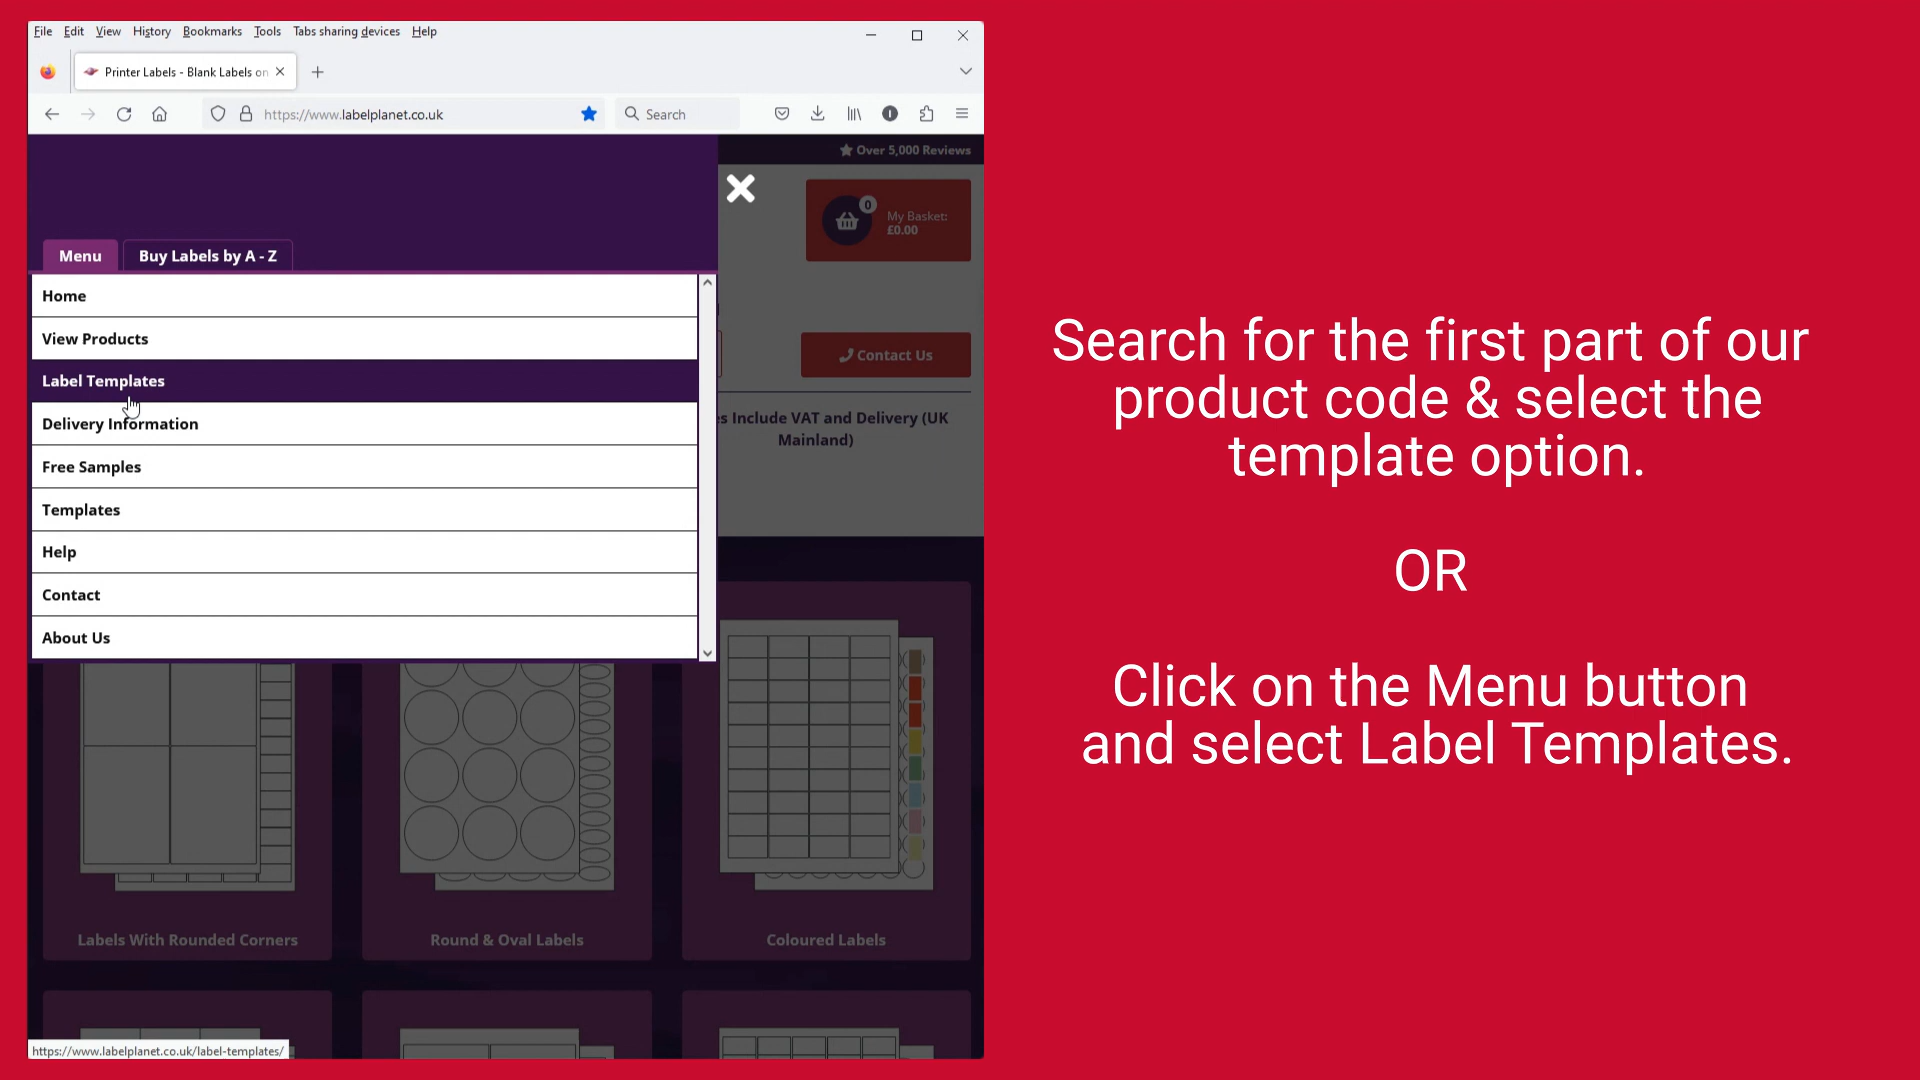 File Edit View History Bookmarks Tools Tabs sharing devices Help
Printer Labels - Blank Labels on
https://www.labelplanet.co.uk
Search
Over 5,000 Reviews
0
My Basket:
£0.00
Menu
Buy Labels by A - Z
Home
View Products
Contact Us
Label Templates
s Include VAT and Delivery (UK
Mainland)
Delivery Information
Free Samples
Templates
Help
Contact
About Us
Labels With Rounded Corners
Round & Oval Labels
Coloured Labels
https://www.labelplanet.co.uk/label-templates/
Search for the first part of our
product code & select the
template option.
OR
Click on the Menu button
and select Label Templates.